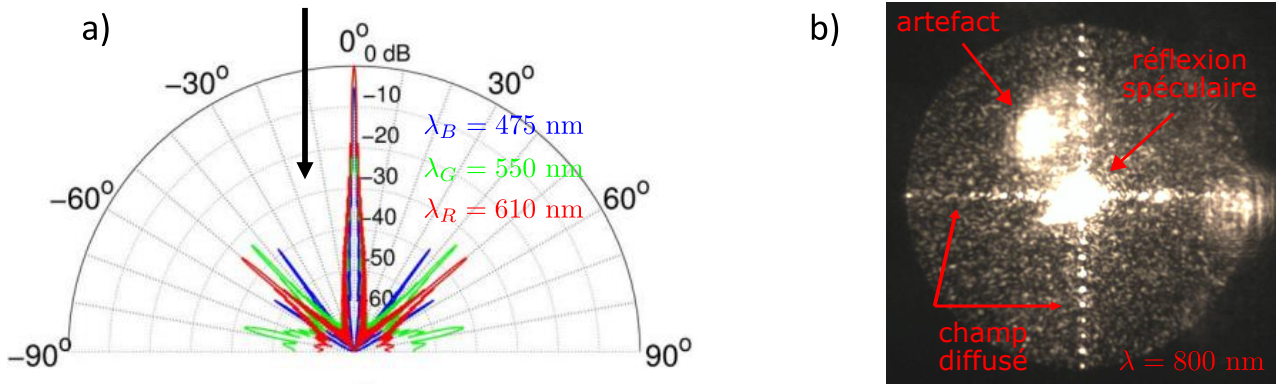 a)
0°
0 dB
−10
−20
−30
−40
−50
−60
−30°
30°
−60°
60°
−90°
90°
λ_B = 475 nm
λ_G = 550 nm
λ_R = 610 nm
b)
artefact
réflexion
spéculaire
champ
diffusé
λ = 800 nm